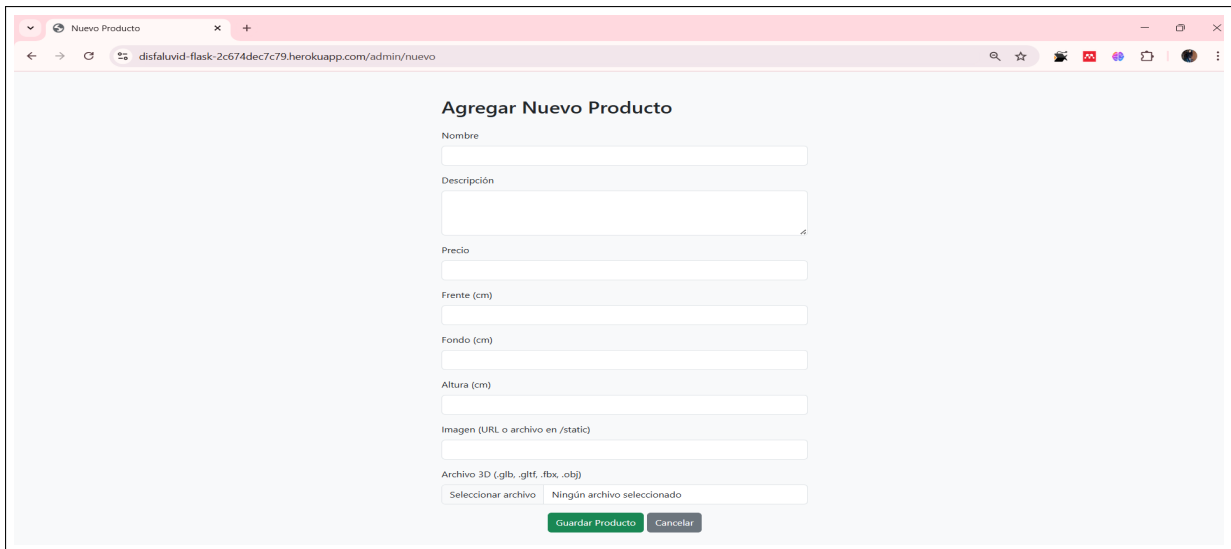 Nuevo Producto
disfaluvid-flask-2c674dec7c79.herokuapp.com/admin/nuevo
Agregar Nuevo Producto
Nombre
Descripción
Precio
Frente (cm)
Fondo (cm)
Altura (cm)
Imagen (URL o archivo en /static)
Archivo 3D (.glb, .gltf, .fbx, .obj)
Seleccionar archivo Ningún archivo seleccionado
Guardar Producto Cancelar